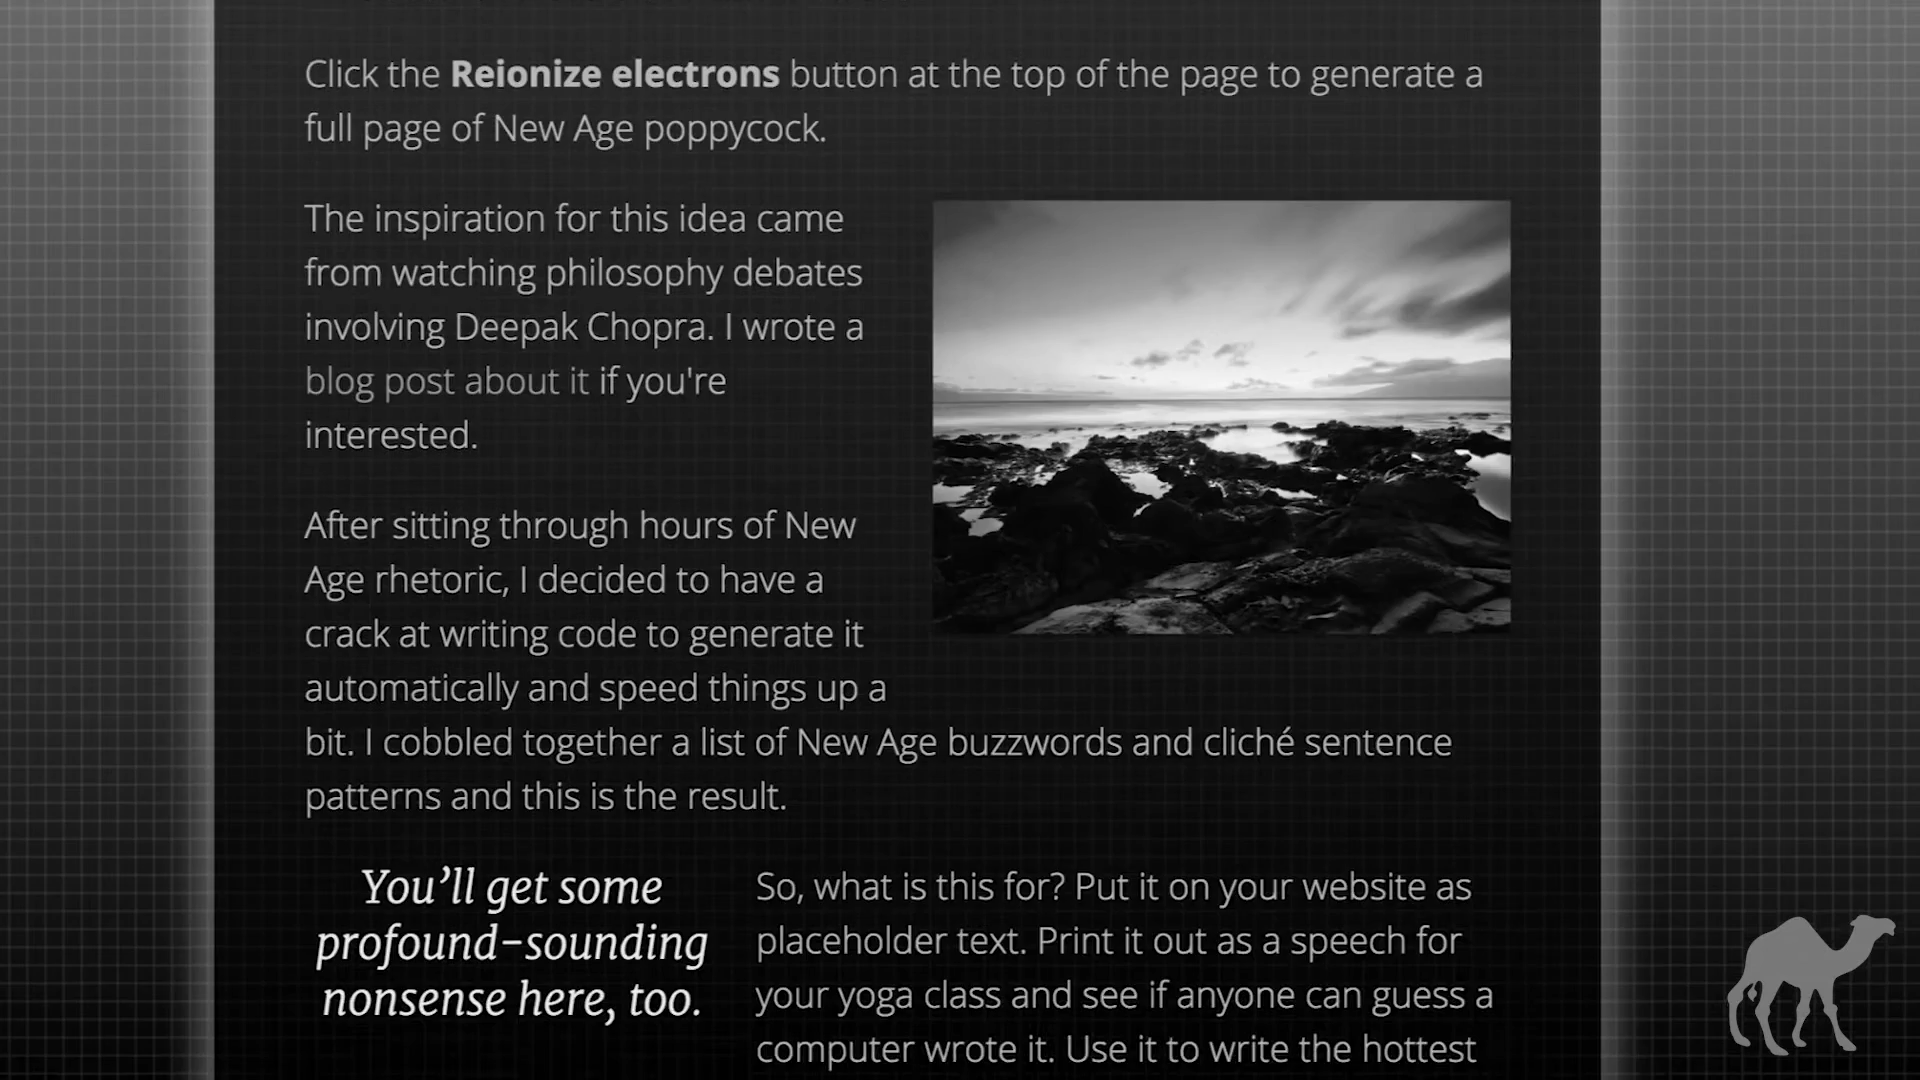 Click the Reionize electrons button at the top of the page to generate a
full page of New Age poppycock.
The inspiration for this idea came
from watching philosophy debates
involving Deepak Chopra. I wrote a
blog post about it if you're
interested.
After sitting through hours of New
Age rhetoric, I decided to have a
crack at writing code to generate it
automatically and speed things up a
bit. I cobbled together a list of New Age buzzwords and cliché sentence
patterns and this is the result.
You’ll get some
profound-sounding
nonsense here, too.
So, what is this for? Put it on your website as
placeholder text. Print it out as a speech for
your yoga class and see if anyone can guess a
computer wrote it. Use it to write the hottest